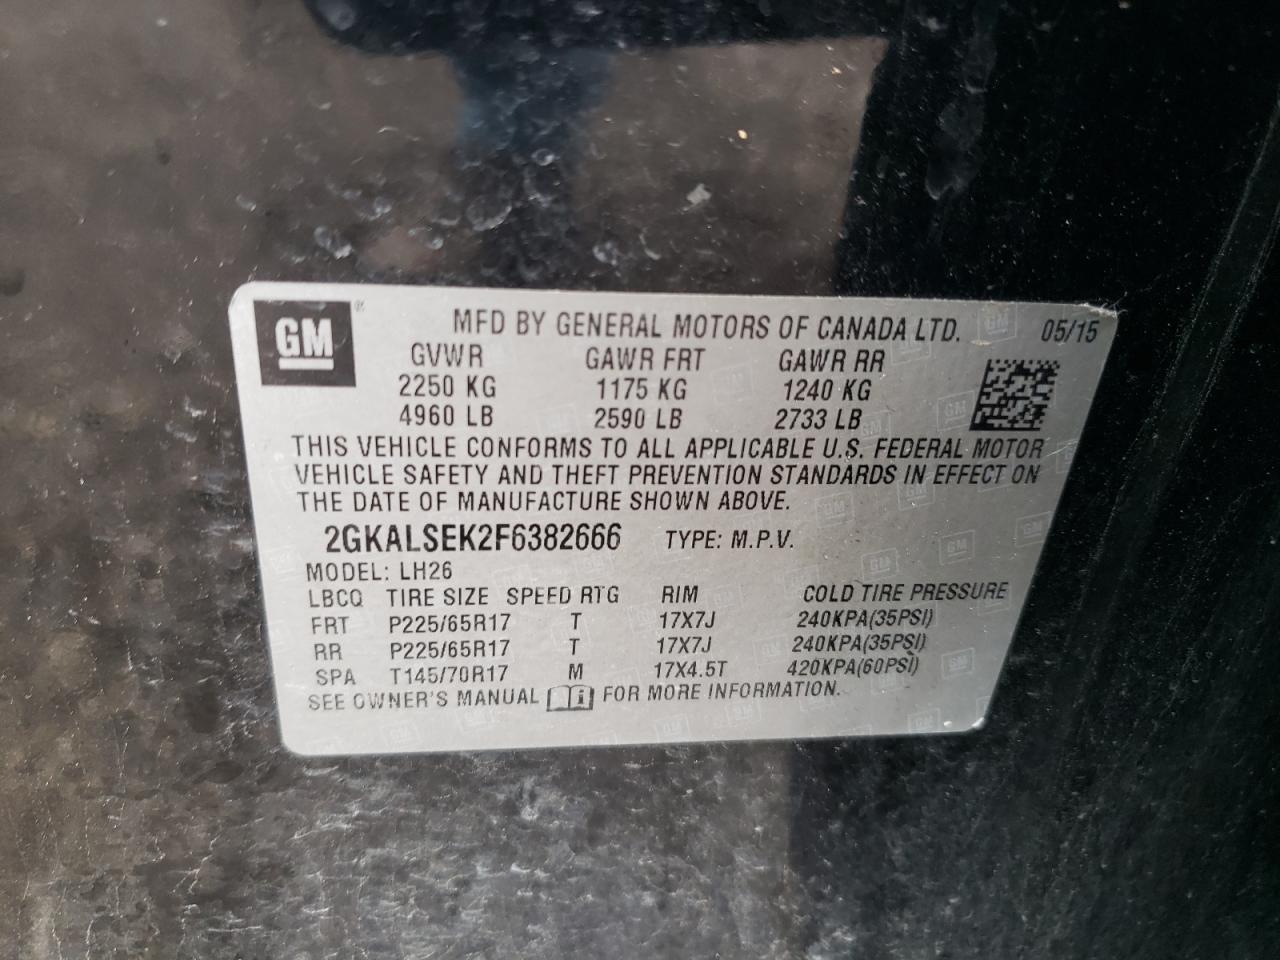 GM® MFD BY GENERAL MOTORS OF CANADA LTD. 05/15
GVWR GAWR FRT GAWR RR
2250 KG 1175 KG 1240 KG
4960 LB 2590 LB 2733 LB
THIS VEHICLE CONFORMS TO ALL APPLICABLE U.S. FEDERAL MOTOR
VEHICLE SAFETY AND THEFT PREVENTION STANDARDS IN EFFECT ON
THE DATE OF MANUFACTURE SHOWN ABOVE.
2GKALSEK2F6382666 TYPE: M.P.V.
MODEL: LH26
LBCQ TIRE SIZE SPEED RTG RIM COLD TIRE PRESSURE
FRT P225/65R17 T 17X7J 240KPA(35PSI)
RR P225/65R17 T 17X7J 240KPA(35PSI)
SPA T145/70R17 M 17X4.5T 420KPA(60PSI)
SEE OWNER'S MANUAL i FOR MORE INFORMATION.